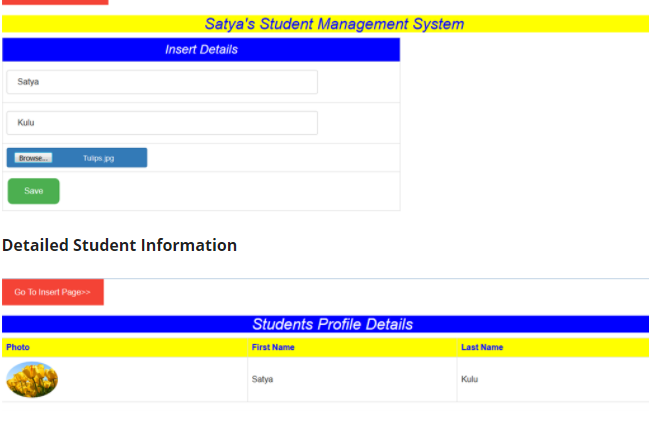 Satya's Student Management System
Insert Details
Satya
Kulu
Browse... Tulips.jpg
Save
Detailed Student Information
Go To Insert Page>>
Students Profile Details
Photo First Name Last Name
Satya Kulu